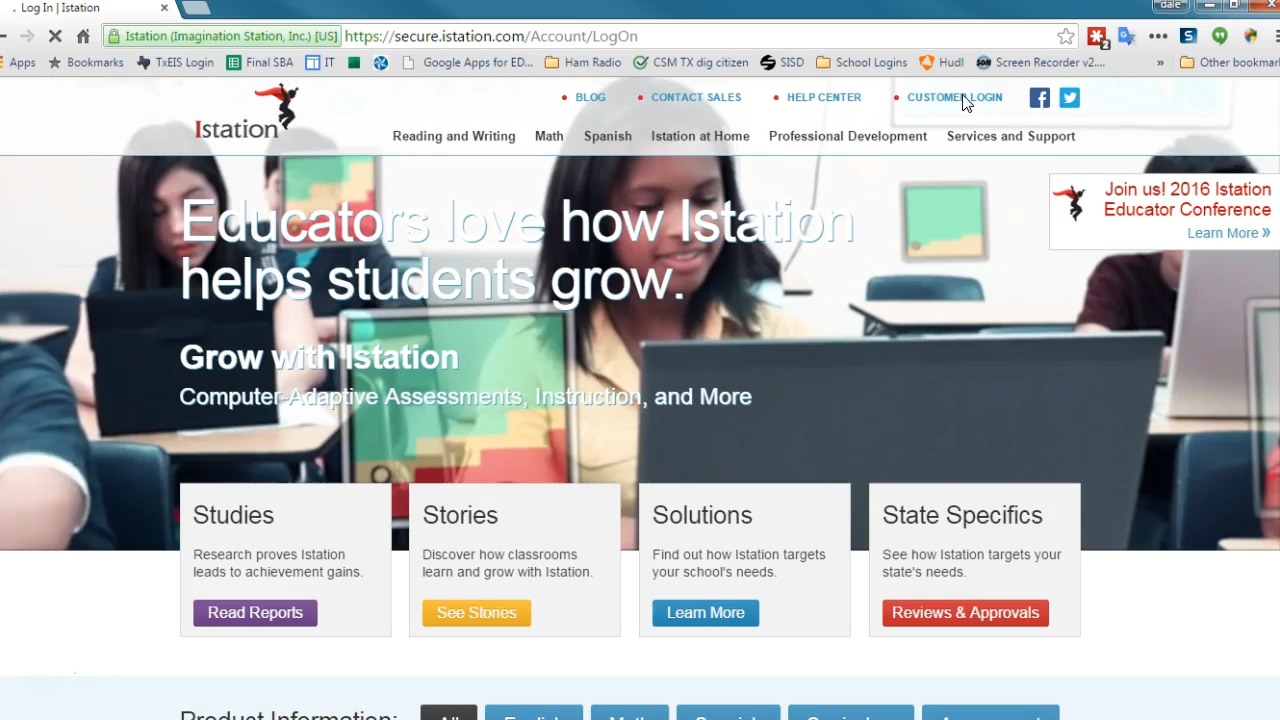 Log In | Istation
dale
Istation (Imagination Station, Inc.) [US] https://secure.istation.com/Account/LogOn
2
Apps Bookmarks TxEIS Login Final SBA IT Google Apps for ED... Ham Radio CSM TX dig citizen SISD School Logins Hudl Screen Recorder v2.... » Other bookmar
Istation
BLOG CONTACT SALES HELP CENTER CUSTOMER LOGIN
Reading and Writing Math Spanish Istation at Home Professional Development Services and Support
Join us! 2016 Istation
Educator Conference
Learn More »
Educators love how Istation
helps students grow.
Grow with Istation
Computer-Adaptive Assessments, Instruction, and More
Studies
Research proves Istation
leads to achievement gains.
Read Reports
Stories
Discover how classrooms
learn and grow with Istation.
See Stories
Solutions
Find out how Istation targets
your school's needs.
Learn More
State Specifics
See how Istation targets your
state's needs.
Reviews & Approvals
Product Information: All English Math Spanish